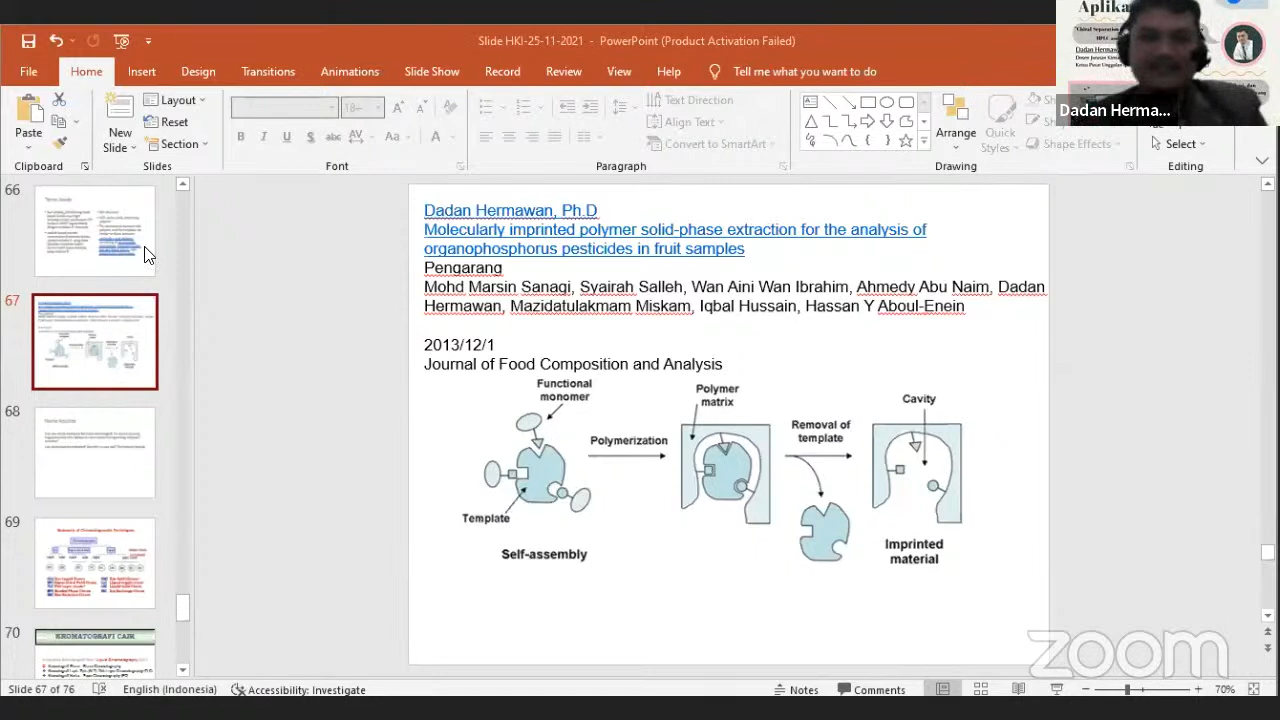 Slide HKI-25-11-2021 - PowerPoint (Product Activation Failed)
Aplika
File Home Insert Design Transitions Animations Slide Show Record Review View Help Tell me what you want to do
Dadan Herma...
Paste
New
Slide
Layout
Reset
Section
Text Direction
Align Text
Convert to SmartArt
Arrange
Quick
Styles
Shape Effects
Select
Clipboard Slides Font Paragraph Drawing Editing
66
67
68
69
70
KROMATOGRAFI CAIR
Dadan Hermawan, Ph.D
Molecularly imprinted polymer solid-phase extraction for the analysis of
organophosphorus pesticides in fruit samples
Pengarang
Mohd Marsin Sanagi, Syairah Salleh, Wan Aini Wan Ibrahim, Ahmedy Abu Naim, Dadan
Hermawan, Mazidatulakmam Miskam, Iqbal Hussain, Hassan Y Aboul-Enein
2013/12/1
Journal of Food Composition and Analysis
Functional
monomer
Polymer
matrix
Cavity
Polymerization
Removal of
template
Template
Self-assembly
Imprinted
material
zoom
Slide 67 of 76 English (Indonesia) Accessibility: Investigate Notes Comments 70%